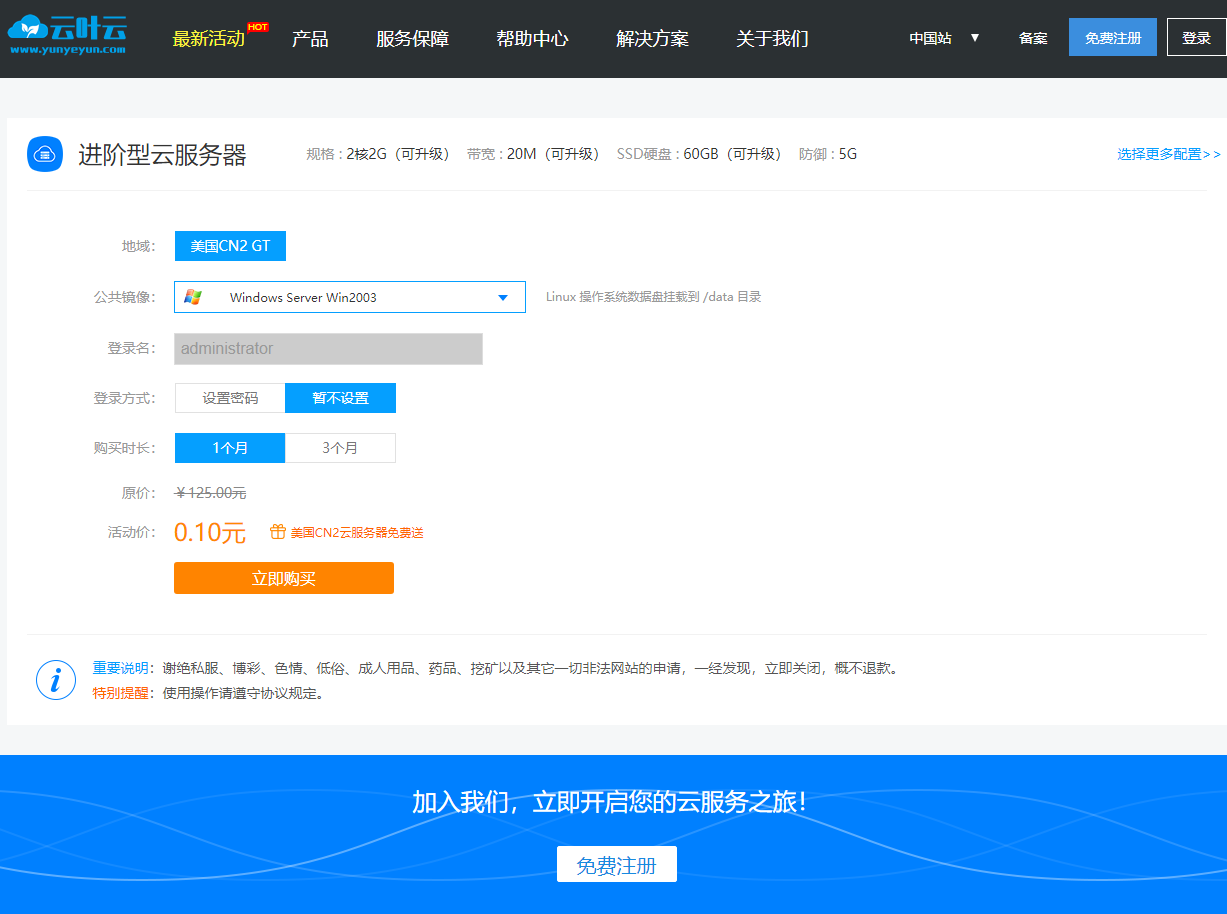 云叶云
www.yunyeyun.com
最新活动 HOT 产品 服务保障 帮助中心 解决方案 关于我们 中国站 ▼ 备案 免费注册 登录
进阶型云服务器 规格 : 2核2G（可升级） 带宽 : 20M（可升级） SSD硬盘 : 60GB（可升级） 防御 : 5G 选择更多配置>>
地域： 美国CN2 GT
公共镜像： Windows Server Win2003 Linux 操作系统数据盘挂载到 /data 目录
登录名： administrator
登录方式： 设置密码 暂不设置
购买时长： 1个月 3个月
原价： ￥125.00元
活动价： 0.10元 美国CN2云服务器免费送
立即购买
重要说明：谢绝私服、博彩、色情、低俗、成人用品、药品、挖矿以及其它一切非法网站的申请，一经发现，立即关闭，概不退款。
特别提醒：使用操作请遵守协议规定。
加入我们，立即开启您的云服务之旅！
免费注册